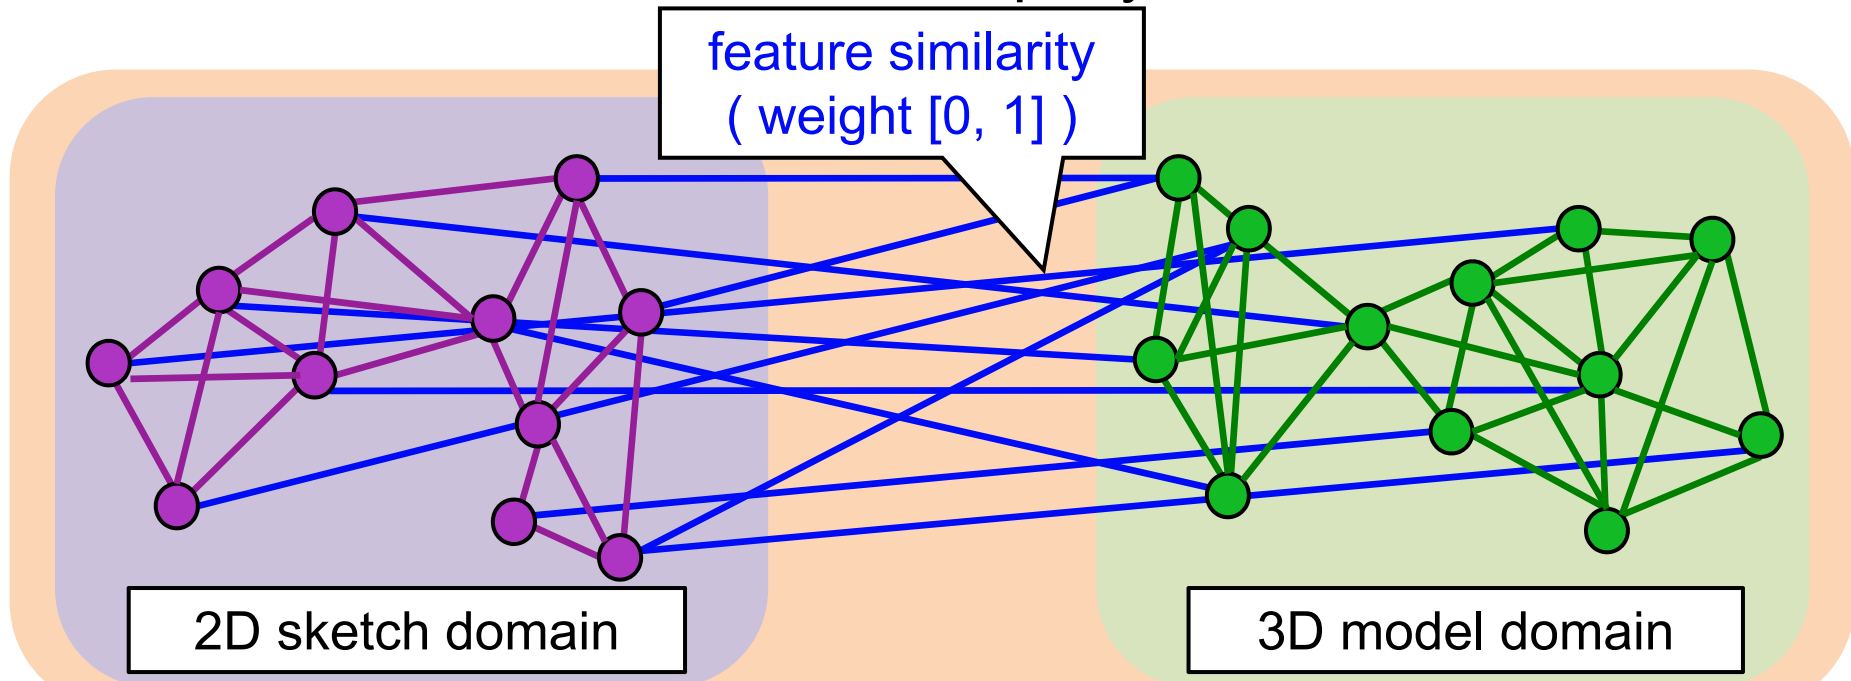 feature similarity
( weight [0, 1] )
2D sketch domain
3D model domain